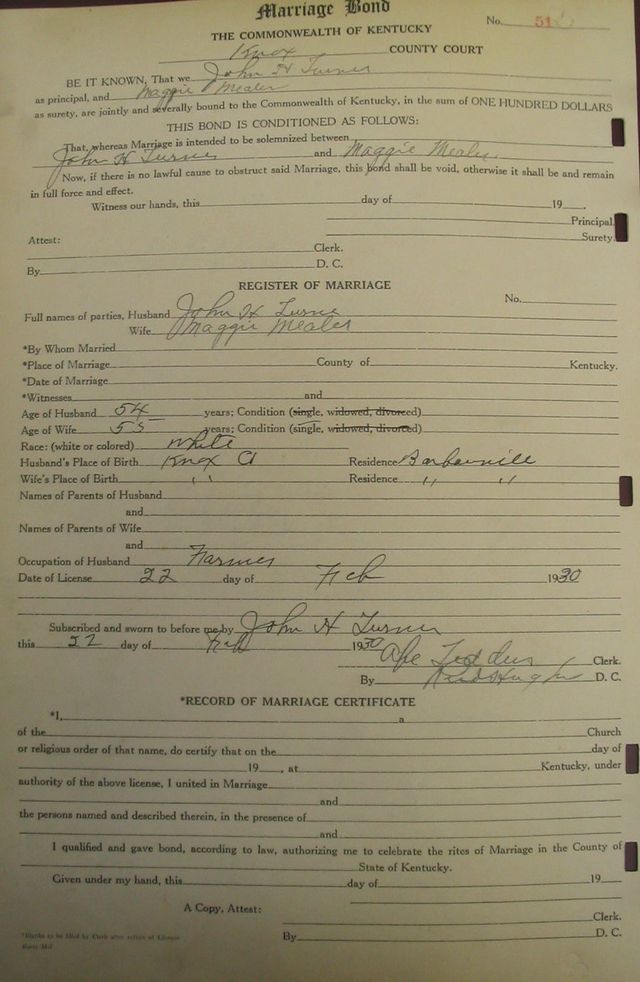 Marriage Bond
No. 51
THE COMMONWEALTH OF KENTUCKY
Knox COUNTY COURT
BE IT KNOWN, That we John H Turner
as principal, and Maggie Mealer
as surety, are jointly and severally bound to the Commonwealth of Kentucky, in the sum of ONE HUNDRED DOLLARS
THIS BOND IS CONDITIONED AS FOLLOWS:
That, whereas Marriage is intended to be solemnized between
John H Turner and Maggie Mealer
Now, if there is no lawful cause to obstruct said Marriage, this bond shall be void, otherwise it shall be and remain
in full force and effect.
Witness our hands, this day of 19 .
Principal.
Surety.
Attest:
Clerk.
By D. C.
REGISTER OF MARRIAGE
No.
Full names of parties, Husband John H Turner
Wife Maggie Mealer
*By Whom Married
*Place of Marriage County of Kentucky.
*Date of Marriage
*Witnesses and
Age of Husband 54 years; Condition (single, widowed, divorced)
Age of Wife 55 years; Condition (single, widowed, divorced)
Race: (white or colored) White
Husband's Place of Birth Knox Residence Barbourville
Wife's Place of Birth " Residence " "
Names of Parents of Husband
and
Names of Parents of Wife
and
Occupation of Husband Farmer
Date of License 22 day of Feb 1930
Subscribed and sworn to before me by John H Turner
this 22 day of Feb 1930
Clerk.
By D. C.
*RECORD OF MARRIAGE CERTIFICATE
*I, a
of the Church
or religious order of that name, do certify that on the day of
19 , at Kentucky, under
authority of the above license, I united in Marriage
and
the persons named and described therein, in the presence of
and
I qualified and gave bond, according to law, authorizing me to celebrate the rites of Marriage in the County of
State of Kentucky.
Given under my hand, this day of 19
A Copy, Attest:
Clerk.
By D. C.
*Blanks to be filled by Clerk after return of License